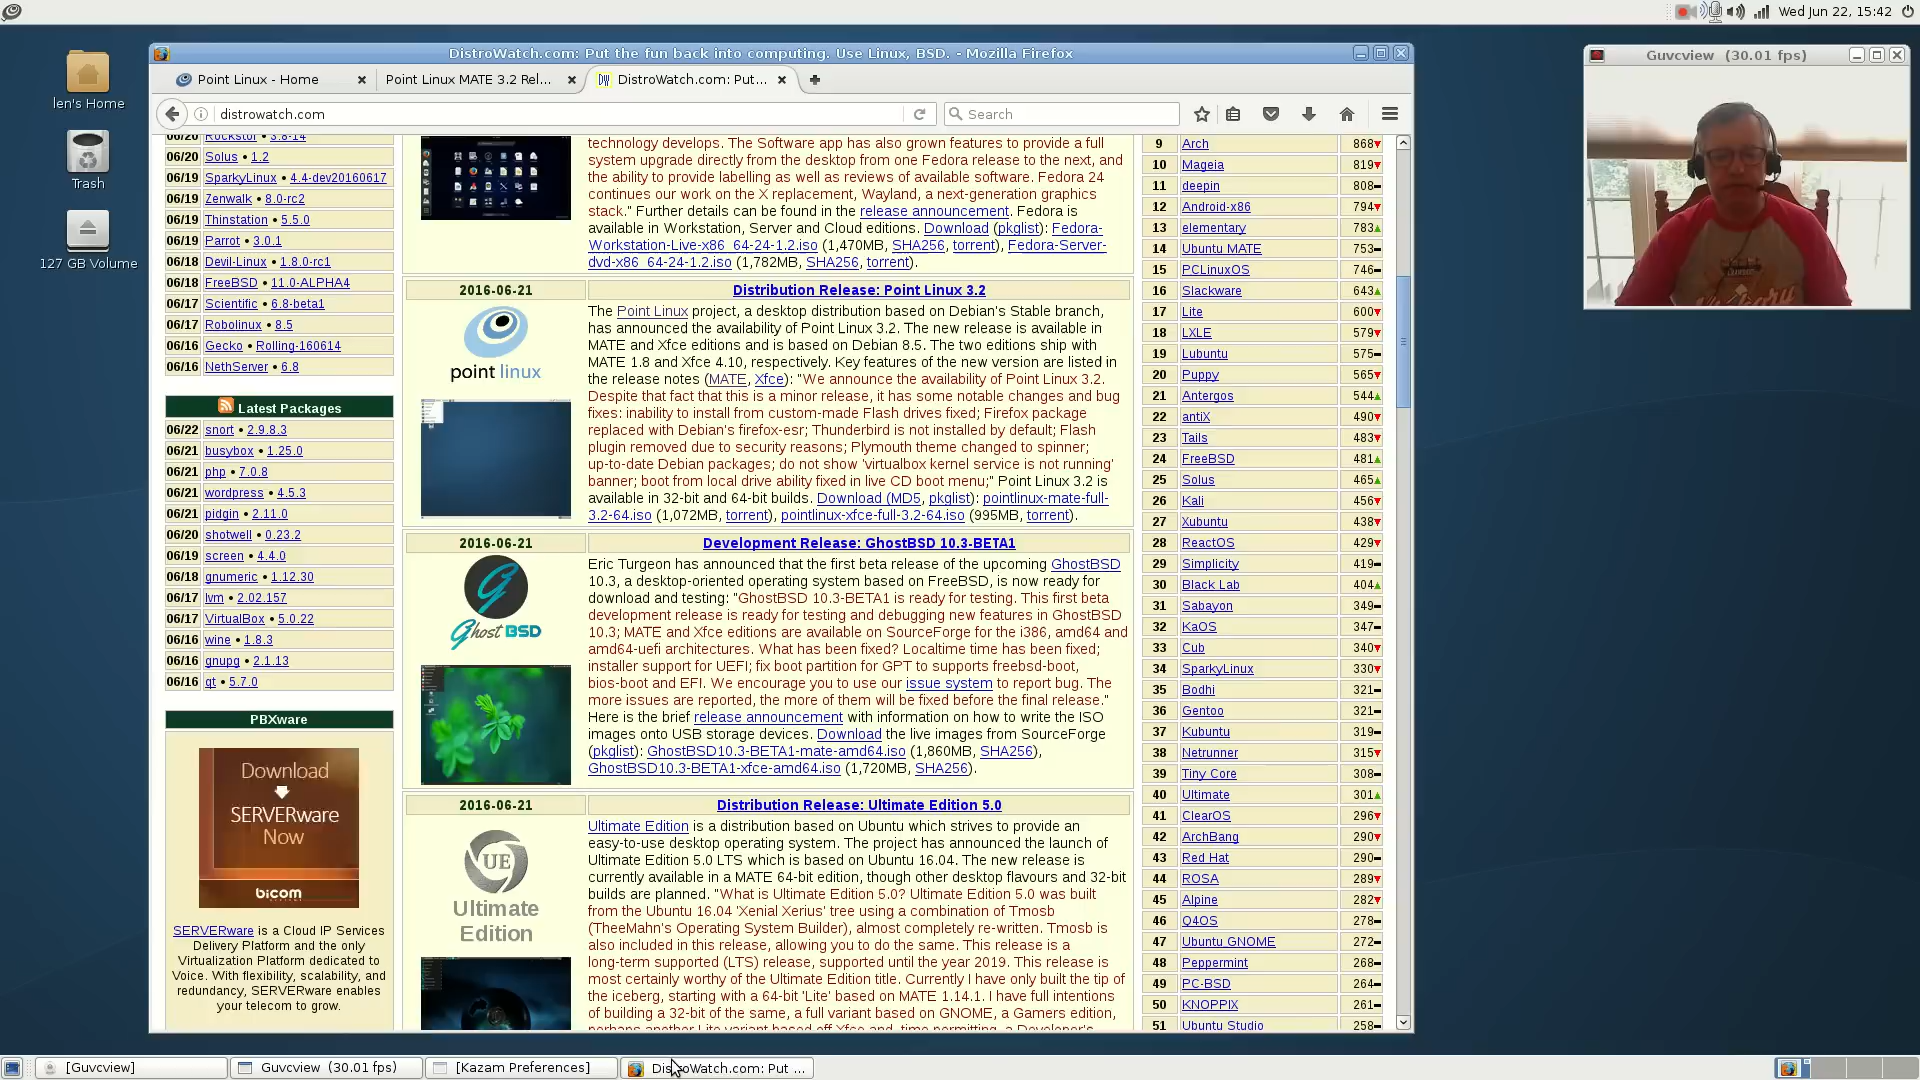 Wed Jun 22, 15:42
len's Home
Trash
127 GB Volume
DistroWatch.com: Put the fun back into computing. Use Linux, BSD. - Mozilla Firefox
Point Linux - Home
Point Linux MATE 3.2 Rel...
DistroWatch.com: Put...
distrowatch.com
Search
06/20 Rockstor • 3.8-14
06/20 Solus • 1.2
06/19 SparkyLinux • 4.4-dev20160617
06/19 Zenwalk • 8.0-rc2
06/19 Thinstation • 5.5.0
06/19 Parrot • 3.0.1
06/18 Devil-Linux • 1.8.0-rc1
06/18 FreeBSD • 11.0-ALPHA4
06/17 Scientific • 6.8-beta1
06/17 Robolinux • 8.5
06/16 Gecko • Rolling-160614
06/16 NethServer • 6.8
Latest Packages
06/22 snort • 2.9.8.3
06/21 busybox • 1.25.0
06/21 php • 7.0.8
06/21 wordpress • 4.5.3
06/21 pidgin • 2.11.0
06/20 shotwell • 0.23.2
06/19 screen • 4.4.0
06/18 gnumeric • 1.12.30
06/17 lvm • 2.02.157
06/17 VirtualBox • 5.0.22
06/16 wine • 1.8.3
06/16 gnupg • 2.1.13
06/16 qt • 5.7.0
PBXware
Download
SERVERware
Now
bicom
SYSTEMS
SERVERware is a Cloud IP Services
Delivery Platform and the only
Virtualization Platform dedicated to
Voice. With flexibility, scalability, and
redundancy, SERVERware enables
your telecom to grow.
technology develops. The Software app has also grown features to provide a full
system upgrade directly from the desktop from one Fedora release to the next, and
the ability to provide labelling as well as reviews of available software. Fedora 24
continues our work on the X replacement, Wayland, a next-generation graphics
stack." Further details can be found in the release announcement. Fedora is
available in Workstation, Server and Cloud editions. Download (pkglist): Fedora-
Workstation-Live-x86_64-24-1.2.iso (1,470MB, SHA256, torrent), Fedora-Server-
dvd-x86_64-24-1.2.iso (1,782MB, SHA256, torrent).
2016-06-21
Distribution Release: Point Linux 3.2
point linux
The Point Linux project, a desktop distribution based on Debian's Stable branch,
has announced the availability of Point Linux 3.2. The new release is available in
MATE and Xfce editions and is based on Debian 8.5. The two editions ship with
MATE 1.8 and Xfce 4.10, respectively. Key features of the new version are listed in
the release notes (MATE, Xfce): "We announce the availability of Point Linux 3.2.
Despite that fact that this is a minor release, it has some notable changes and bug
fixes: inability to install from custom-made Flash drives fixed; Firefox package
replaced with Debian's firefox-esr; Thunderbird is not installed by default; Flash
plugin removed due to security reasons; Plymouth theme changed to spinner;
up-to-date Debian packages; do not show 'virtualbox kernel service is not running'
banner; boot from local drive ability fixed in live CD boot menu;" Point Linux 3.2 is
available in 32-bit and 64-bit builds. Download (MD5, pkglist): pointlinux-mate-full-
3.2-64.iso (1,072MB, torrent), pointlinux-xfce-full-3.2-64.iso (995MB, torrent).
2016-06-21
Development Release: GhostBSD 10.3-BETA1
Ghost BSD
Eric Turgeon has announced that the first beta release of the upcoming GhostBSD
10.3, a desktop-oriented operating system based on FreeBSD, is now ready for
download and testing: "GhostBSD 10.3-BETA1 is ready for testing. This first beta
development release is ready for testing and debugging new features in GhostBSD
10.3; MATE and Xfce editions are available on SourceForge for the i386, amd64 and
amd64-uefi architectures. What has been fixed? Localtime has been fixed;
installer support for UEFI; fix boot partition for GPT to supports freebsd-boot,
bios-boot and EFI. We encourage you to use our issue system to report bug. The
more issues are reported, the more of them will be fixed before the final release."
Here is the brief release announcement with information on how to write the ISO
images onto USB storage devices. Download the live images from SourceForge
(pkglist): GhostBSD10.3-BETA1-mate-amd64.iso (1,860MB, SHA256),
GhostBSD10.3-BETA1-xfce-amd64.iso (1,720MB, SHA256).
2016-06-21
Distribution Release: Ultimate Edition 5.0
UE
Ultimate
Edition
Ultimate Edition is a distribution based on Ubuntu which strives to provide an
easy-to-use desktop operating system. The project has announced the launch of
Ultimate Edition 5.0 LTS which is based on Ubuntu 16.04. The new release is
currently available in a MATE 64-bit edition, though other desktop flavours and 32-bit
builds are planned. "What is Ultimate Edition 5.0? Ultimate Edition 5.0 was built
from the Ubuntu 16.04 'Xenial Xerius' tree using a combination of Tmosb
(TheeMahn's Operating System Builder), almost completely re-written. Tmosb is
also included in this release, allowing you to do the same. This release is a
long-term supported (LTS) release, supported until the year 2019. This release is
most certainly worthy of the Ultimate Edition title. Currently I have only built the tip of
the iceberg, starting with a 64-bit 'Lite' based on MATE 1.14.1. I have full intentions
of building a 32-bit of the same, a full variant based on GNOME, a Gamers edition,
perhaps another Lite variant based off Xfce and, time permitting, a Developer's
9 Arch 868
10 Mageia 819
11 deepin 808
12 Android-x86 794
13 elementary 783
14 Ubuntu MATE 753
15 PCLinuxOS 746
16 Slackware 643
17 Lite 600
18 LXLE 579
19 Lubuntu 575
20 Puppy 565
21 Antergos 544
22 antiX 490
23 Tails 483
24 FreeBSD 481
25 Solus 465
26 Kali 456
27 Xubuntu 438
28 ReactOS 429
29 Simplicity 419
30 Black Lab 404
31 Sabayon 349
32 KaOS 347
33 Cub 340
34 SparkyLinux 330
35 Bodhi 321
36 Gentoo 321
37 Kubuntu 319
38 Netrunner 315
39 Tiny Core 308
40 Ultimate 301
41 ClearOS 296
42 ArchBang 290
43 Red Hat 290
44 ROSA 289
45 Alpine 282
46 Q4OS 278
47 Ubuntu GNOME 272
48 Peppermint 268
49 PC-BSD 264
50 KNOPPIX 261
51 Ubuntu Studio 258
Guvcview (30.01 fps)
[Guvcview]
Guvcview (30.01 fps)
[Kazam Preferences]
DistroWatch.com: Put ...